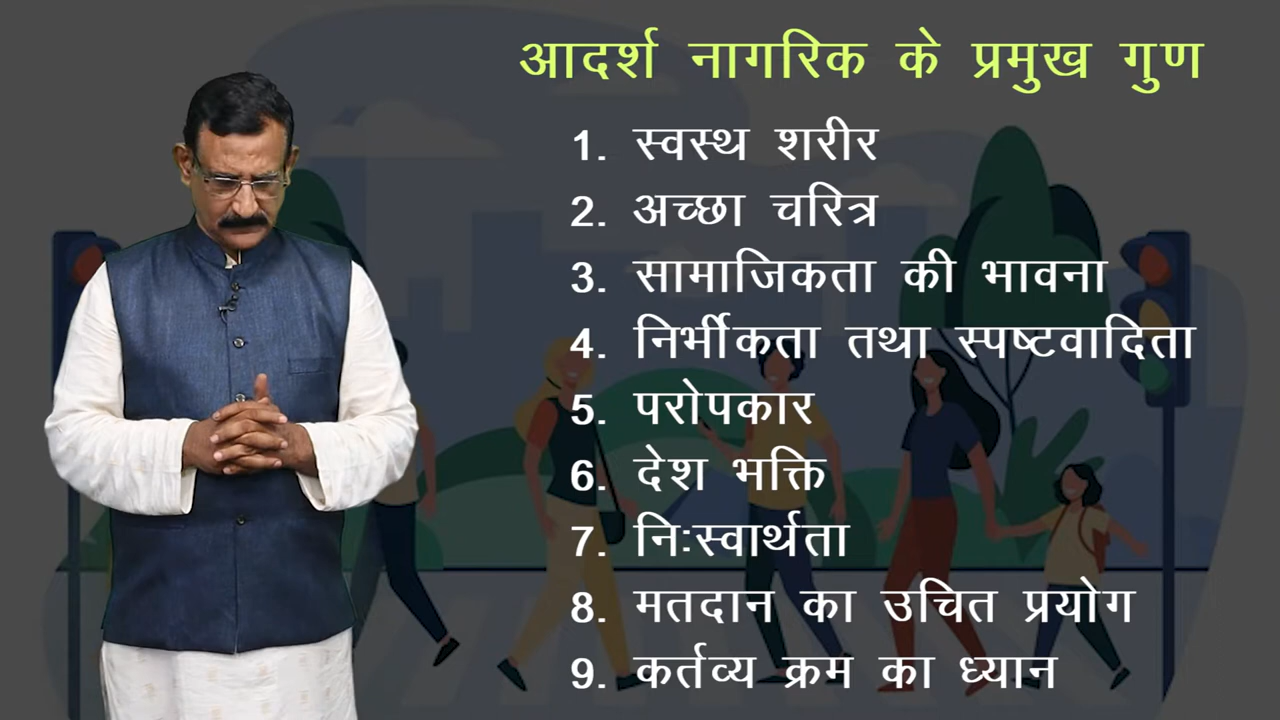 आदर्श नागरिक के प्रमुख गुण
1. स्वस्थ शरीर
2. अच्छा चरित्र
3. सामाजिकता की भावना
4. निर्भीकता तथा स्पष्टवादिता
5. परोपकार
6. देश भक्ति
7. निःस्वार्थता
8. मतदान का उचित प्रयोग
9. कर्तव्य क्रम का ध्यान